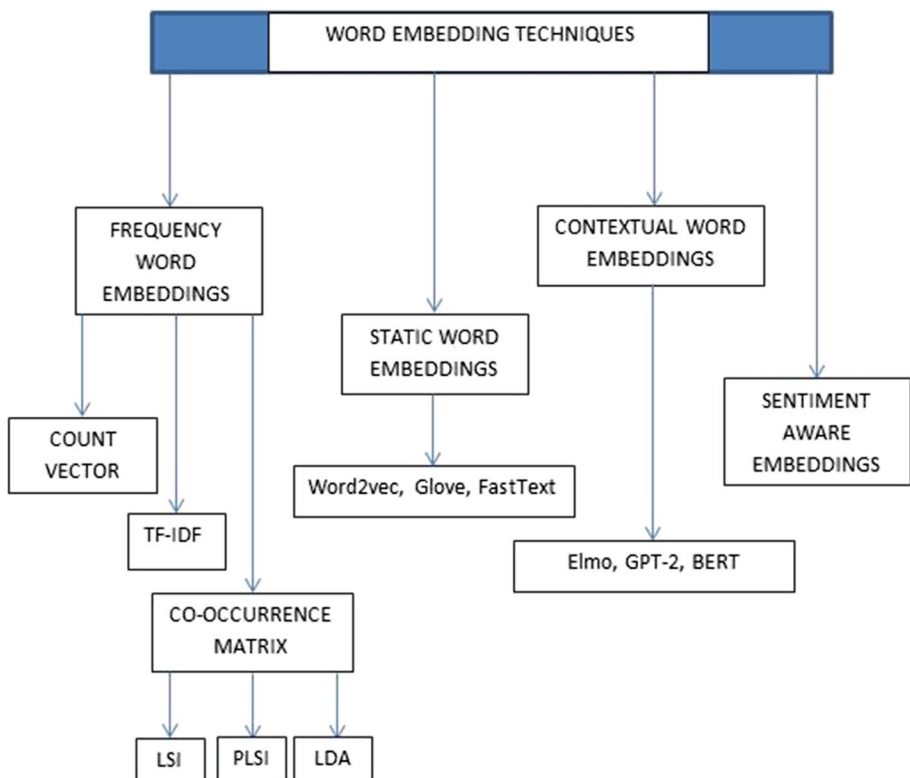 WORD EMBEDDING TECHNIQUES
FREQUENCY
WORD
EMBEDDINGS
CONTEXTUAL WORD
EMBEDDINGS
STATIC WORD
EMBEDDINGS
SENTIMENT
AWARE
EMBEDDINGS
COUNT
VECTOR
Word2vec, Glove, FastText
TF-IDF
Elmo, GPT-2, BERT
CO-OCCURRENCE
MATRIX
LSI
PLSI
LDA